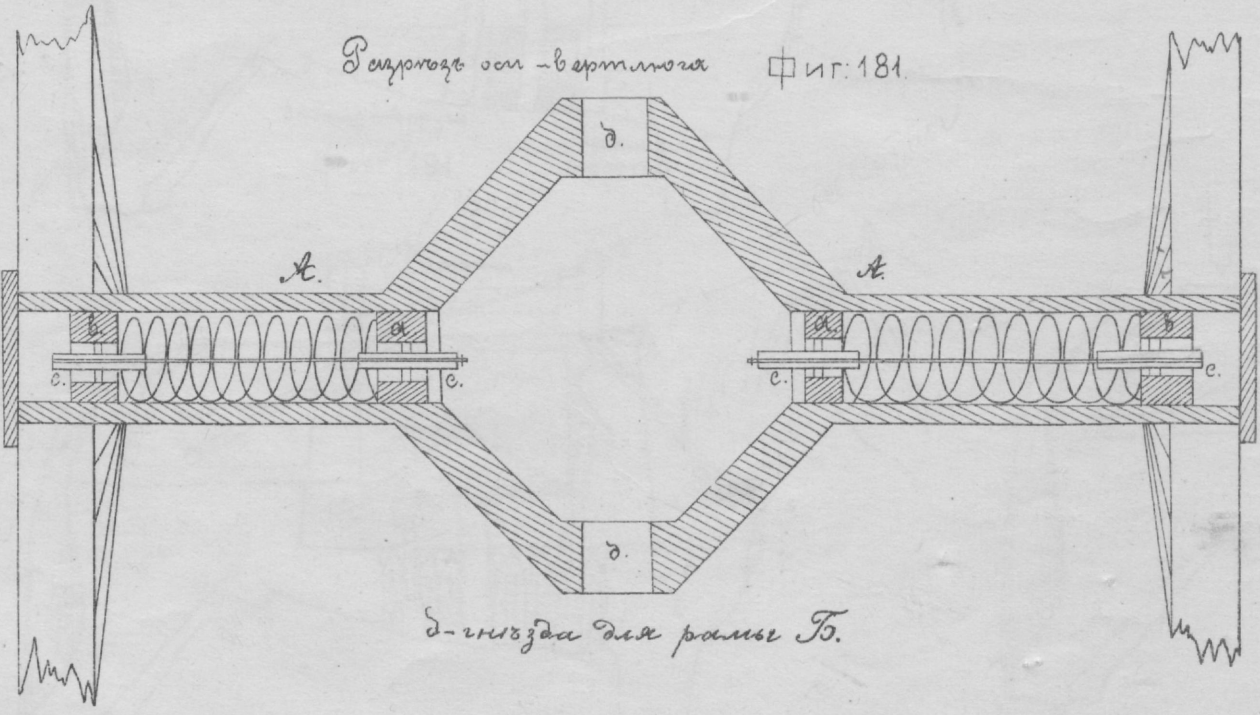 Разрѣзъ оси-вертлюга Фиг: 181.
д.
А. А.
в. а. а. в
с. с. с. с.
д.
д-гнѣзда для рамы Б.